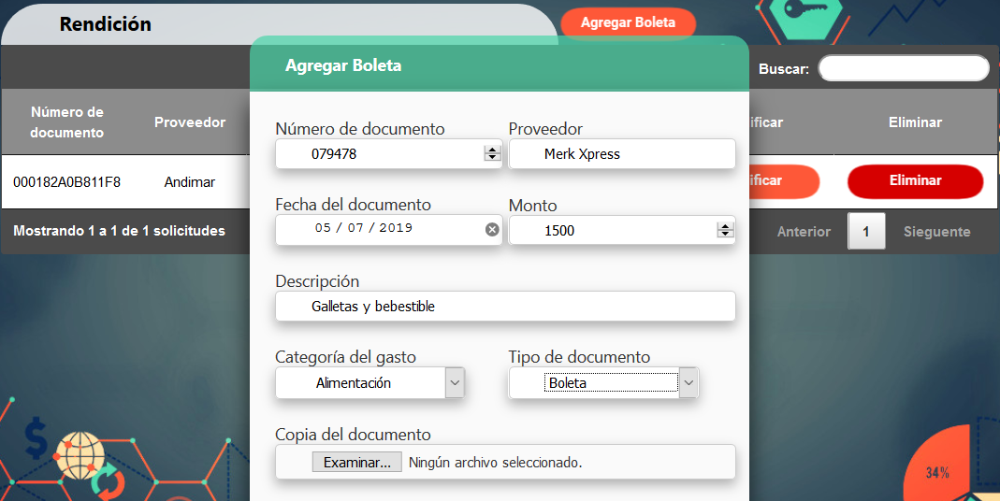 Rendición
Agregar Boleta
Agregar Boleta
Buscar:
Número de documento
Proveedor
ificar
Eliminar
Número de documento
Proveedor
079478
Merk Xpress
000182A0B811F8
Andimar
ificar
Eliminar
Fecha del documento
Monto
05 / 07 / 2019
1500
Mostrando 1 a 1 de 1 solicitudes
Anterior
1
Sieguente
Descripción
Galletas y bebestible
Categoría del gasto
Tipo de documento
Alimentación
Boleta
Copia del documento
Examinar... Ningún archivo seleccionado.
$
34%